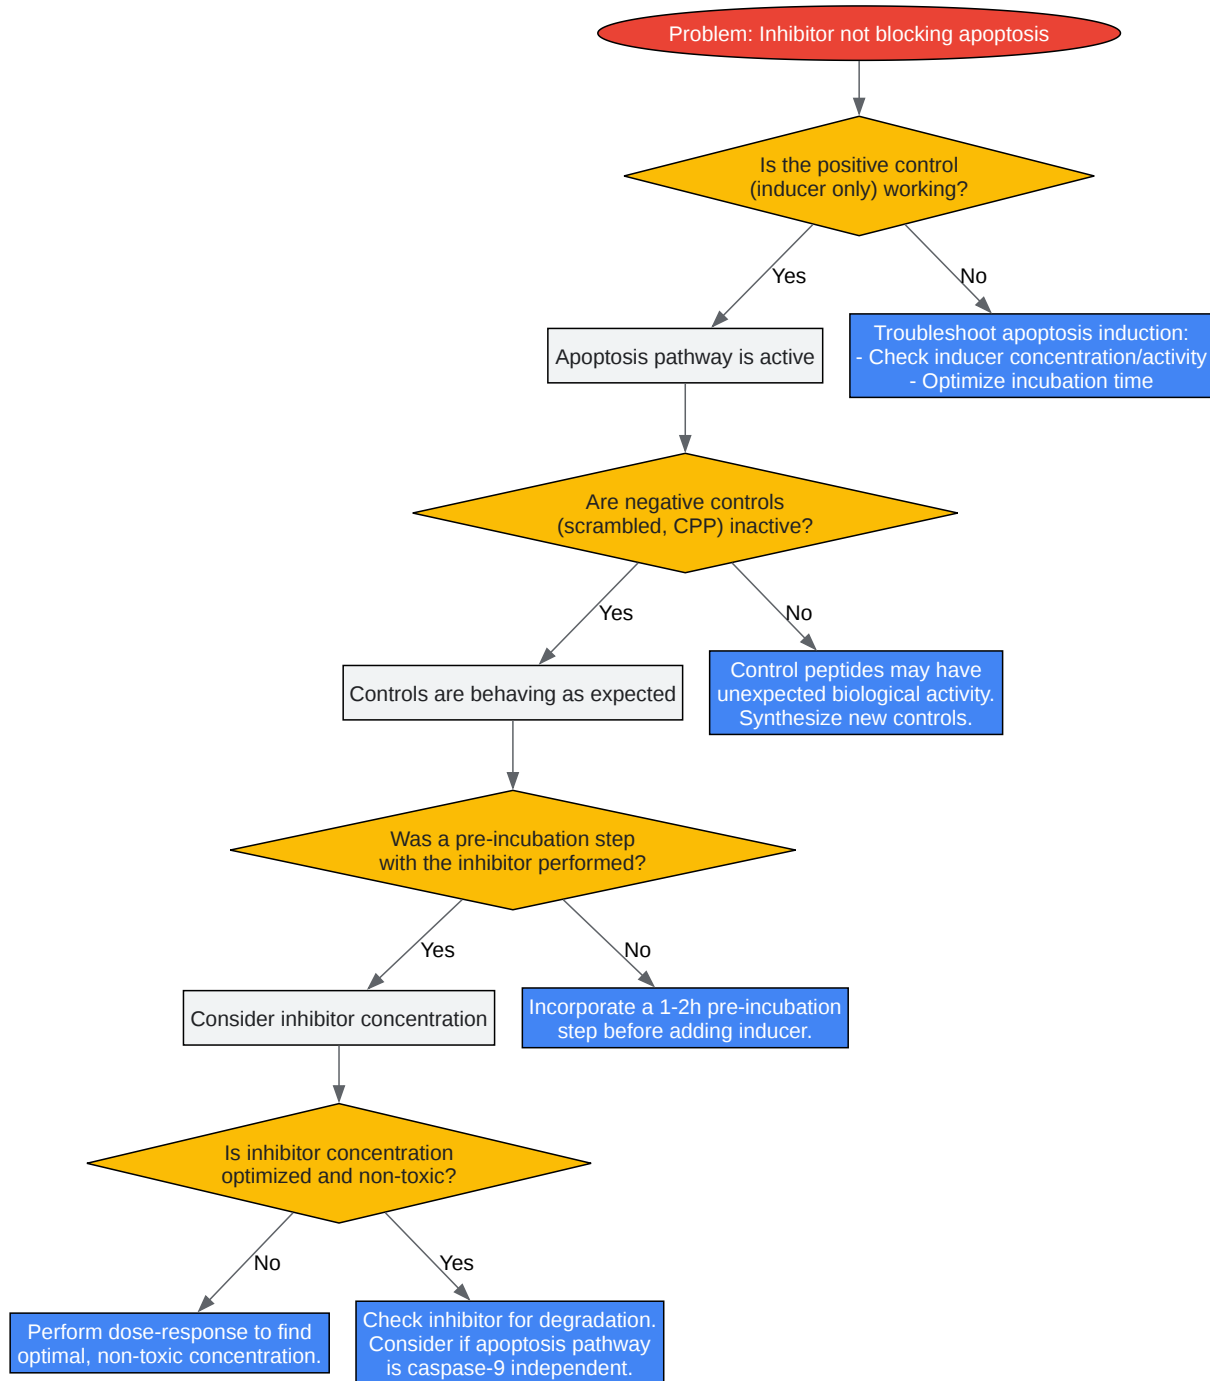 Problem: Inhibitor not blocking apoptosis
Is the positive control
(inducer only) working?
Yes
No
Apoptosis pathway is active
Troubleshoot apoptosis induction:
- Check inducer concentration/activity
- Optimize incubation time
Are negative controls
(scrambled, CPP) inactive?
Yes
No
Controls are behaving as expected
Control peptides may have
unexpected biological activity.
Synthesize new controls.
Was a pre-incubation step
with the inhibitor performed?
Yes
No
Consider inhibitor concentration
Incorporate a 1-2h pre-incubation
step before adding inducer.
Is inhibitor concentration
optimized and non-toxic?
No
Yes
Perform dose-response to find
optimal, non-toxic concentration.
Check inhibitor for degradation.
Consider if apoptosis pathway
is caspase-9 independent.